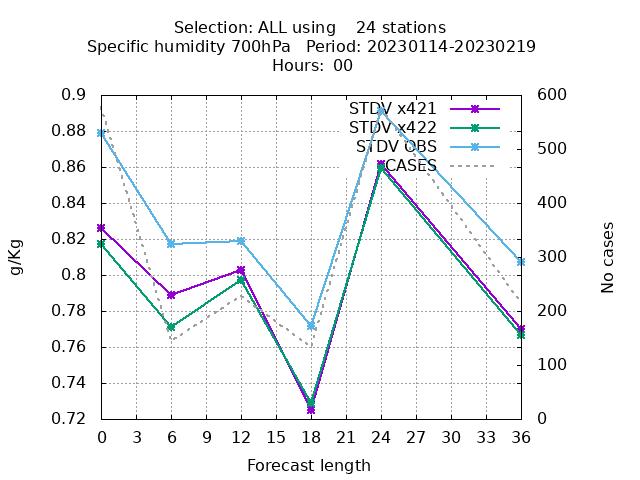 Selection: ALL using    24 stations
Specific humidity 700hPa   Period: 20230114-20230219
Hours:  00
STDV x421
STDV x422
STDV OBS
CASES
g/Kg
0.9
0.88
0.86
0.84
0.82
0.8
0.78
0.76
0.74
0.72
600
500
400
300
200
100
0
No cases
0 3 6 9 12 15 18 21 24 27 30 33 36
Forecast length